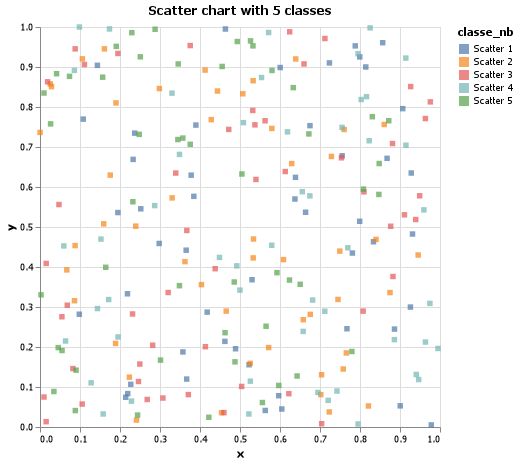 Scatter chart with 5 classes
classe_nb
Scatter 1
Scatter 2
Scatter 3
Scatter 4
Scatter 5
1.0
0.9
0.8
0.7
0.6
0.5
y
0.4
0.3
0.2
0.1
0.0
0.0 0.1 0.2 0.3 0.4 0.5 0.6 0.7 0.8 0.9 1.0
x